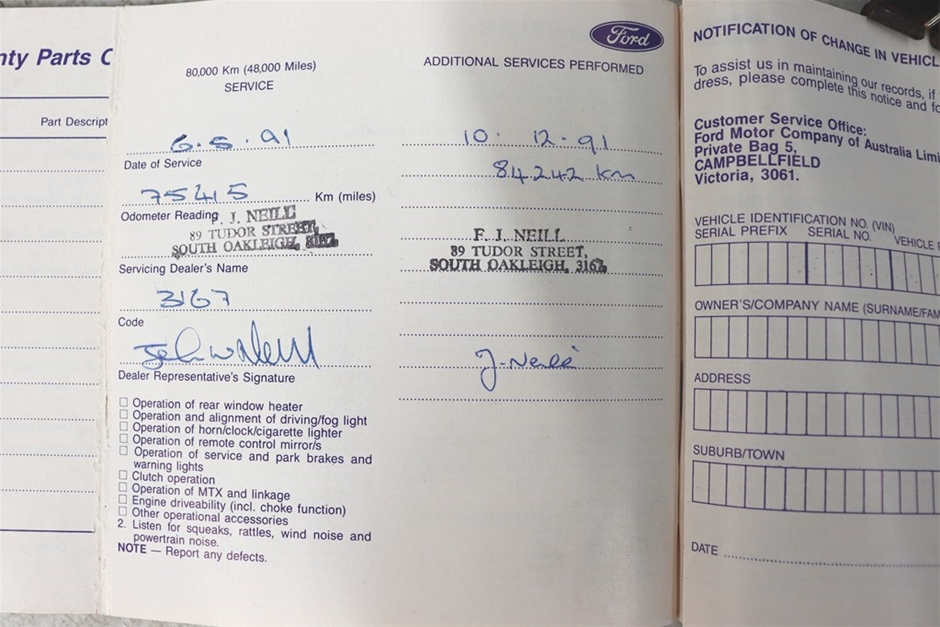 nty Parts C
Part Descript
80,000 Km (48,000 Miles)
SERVICE
6.5.91
Date of Service
75415 Km (miles)
Odometer Reading
F. J. NEILL
89 TUDOR STREET,
SOUTH OAKLEIGH, 3167
Servicing Dealer's Name
3167
Code
Dealer Representative's Signature
☐ Operation of rear window heater
☐ Operation and alignment of driving/fog light
☐ Operation of horn/clock/cigarette lighter
☐ Operation of remote control mirror/s
☐ Operation of service and park brakes and
warning lights
☐ Clutch operation
☐ Operation of MTX and linkage
☐ Engine driveability (incl. choke function)
☐ Other operational accessories
2. Listen for squeaks, rattles, wind noise and
powertrain noise.
NOTE — Report any defects.
Ford
ADDITIONAL SERVICES PERFORMED
10. 12.91
84242 km
F. J. NEILL
89 TUDOR STREET,
SOUTH OAKLEIGH, 3167
J. Neill
NOTIFICATION OF CHANGE IN VEHICL
To assist us in maintaining our records, if
dress, please complete this notice and fo
Customer Service Office:
Ford Motor Company of Australia Limi
Private Bag 5,
CAMPBELLFIELD
Victoria, 3061.
VEHICLE IDENTIFICATION NO. (VIN)
SERIAL PREFIX SERIAL NO. VEHICLE
OWNER'S/COMPANY NAME (SURNAME/FAM
ADDRESS
SUBURB/TOWN
DATE